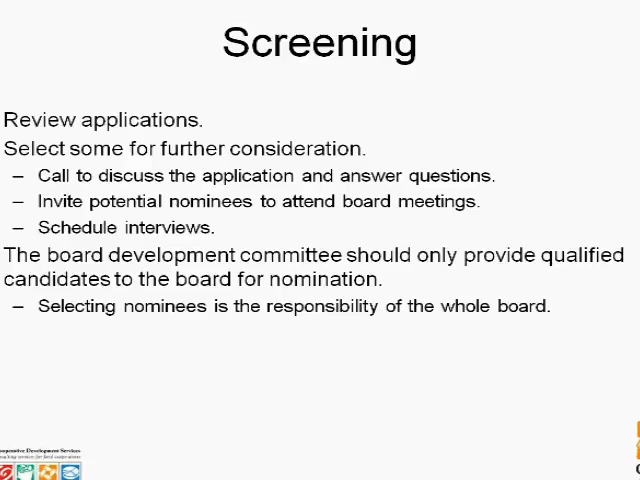 Screening
Review applications.
Select some for further consideration.
– Call to discuss the application and answer questions.
– Invite potential nominees to attend board meetings.
– Schedule interviews.
The board development committee should only provide qualified
candidates to the board for nomination.
– Selecting nominees is the responsibility of the whole board.
ooperative Development Services